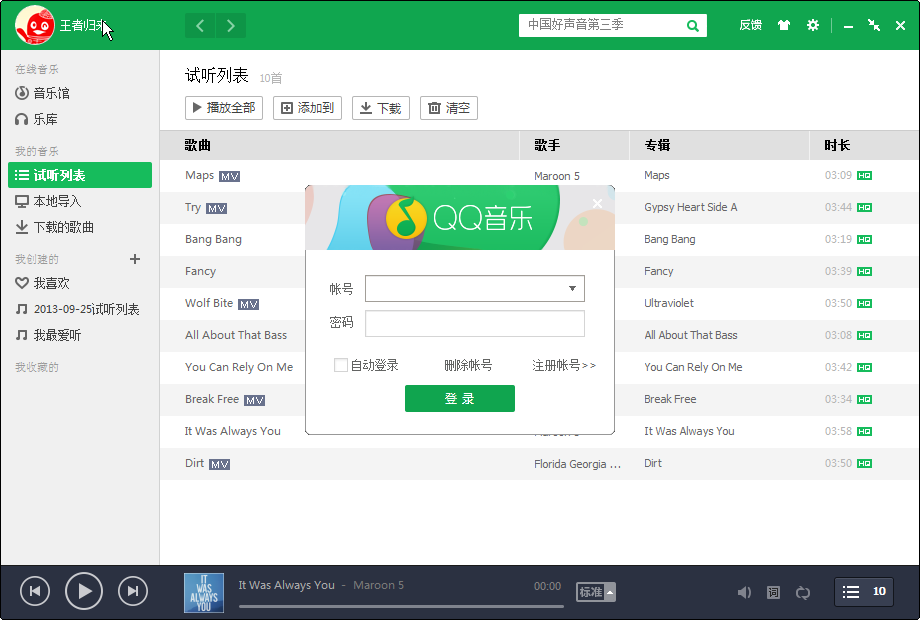 王者归来
中国好声音第三季
反馈
在线音乐
音乐馆
乐库
我的音乐
试听列表
本地导入
下载的歌曲
我创建的
我喜欢
2013-09-25试听列表
我最爱听
我收藏的
试听列表 10首
播放全部 添加到 下载 清空
歌曲 歌手 专辑 时长
Maps MV Maroon 5 Maps 03:09 HQ
Try MV Gypsy Heart Side A 03:44 HQ
Bang Bang Bang Bang 03:19 HQ
Fancy Fancy 03:39 HQ
Wolf Bite MV Ultraviolet 03:50 HQ
All About That Bass All About That Bass 03:08 HQ
You Can Rely On Me You Can Rely On Me 03:42 HQ
Break Free MV Break Free 03:34 HQ
It Was Always You It Was Always You 03:58 HQ
Dirt MV Florida Georgia ... Dirt 03:50 HQ
QQ音乐
帐号
密码
自动登录 删除帐号 注册帐号>>
登 录
IT WAS ALWAYS YOU
It Was Always You - Maroon 5 00:00 标准 词 10